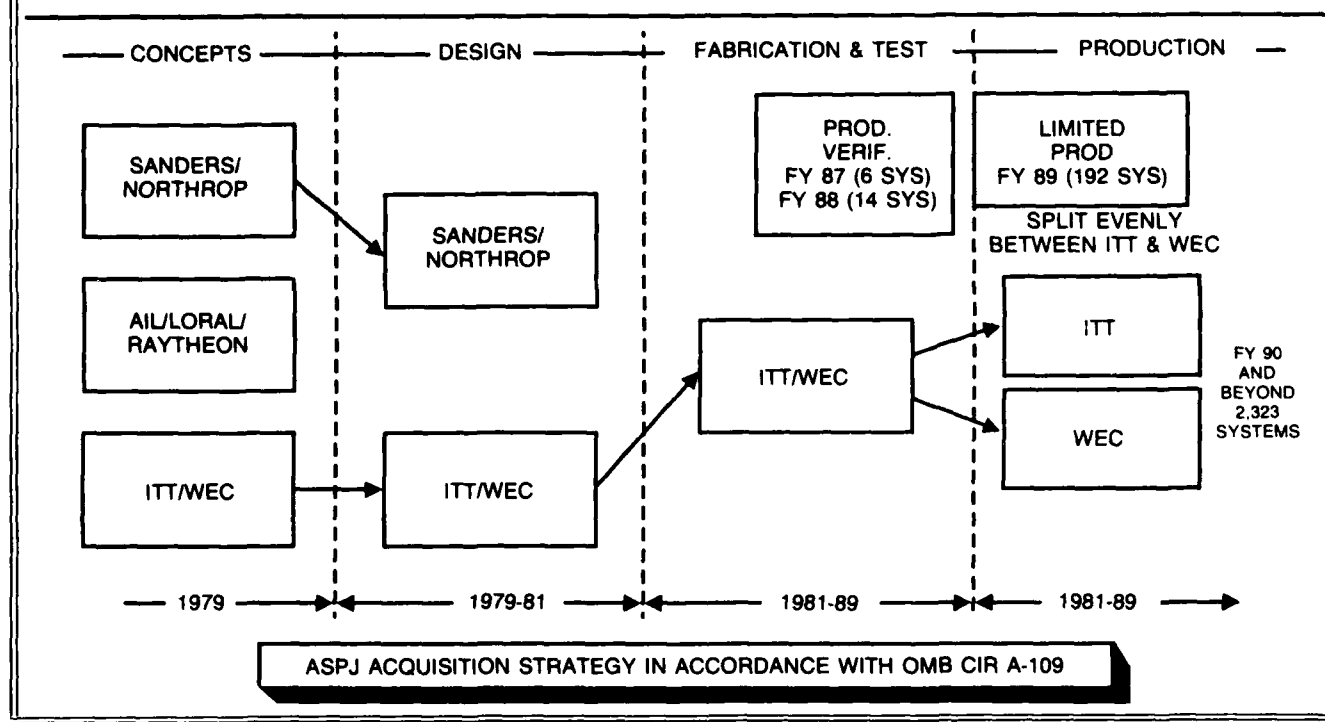 CONCEPTS
DESIGN
FABRICATION & TEST
PRODUCTION
SANDERS/
NORTHROP
AIL/LORAL/
RAYTHEON
ITT/WEC
SANDERS/
NORTHROP
ITT/WEC
PROD.
VERIF.
FY 87 (6 SYS)
FY 88 (14 SYS)
ITT/WEC
LIMITED
PROD
FY 89 (192 SYS)
SPLIT EVENLY
BETWEEN ITT & WEC
ITT
WEC
FY 90
AND
BEYOND
2,323
SYSTEMS
1979
1979-81
1981-89
1981-89
ASPJ ACQUISITION STRATEGY IN ACCORDANCE WITH OMB CIR A-109